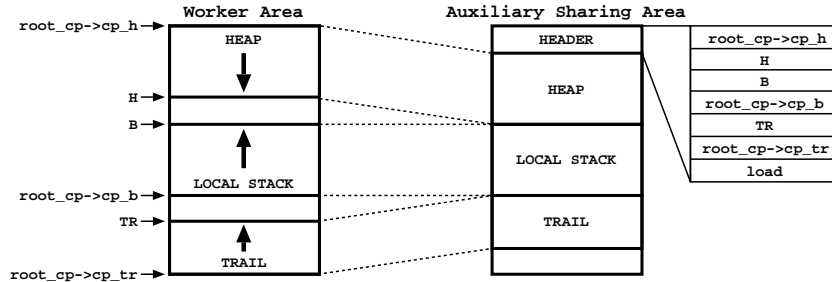 Worker Area
root_cp->cp_h
HEAP
H
B
LOCAL STACK
root_cp->cp_b
TR
TRAIL
root_cp->cp_tr
Auxiliary Sharing Area
HEADER
HEAP
LOCAL STACK
TRAIL
root_cp->cp_h
H
B
root_cp->cp_b
TR
root_cp->cp_tr
load